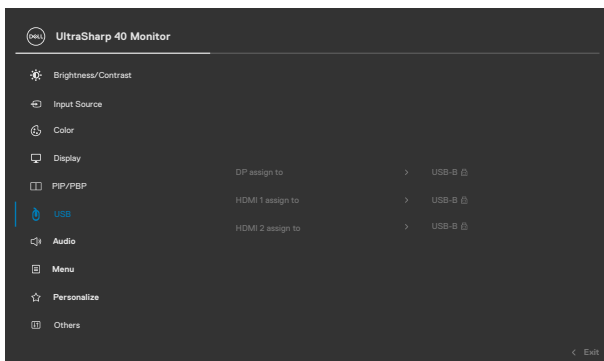 DELL
UltraSharp 40 Monitor
Brightness/Contrast
Input Source
Color
Display
PIP/PBP
USB
Audio
Menu
Personalize
Others
DP assign to > USB-B
HDMI 1 assign to > USB-B
HDMI 2 assign to > USB-B
< Exit